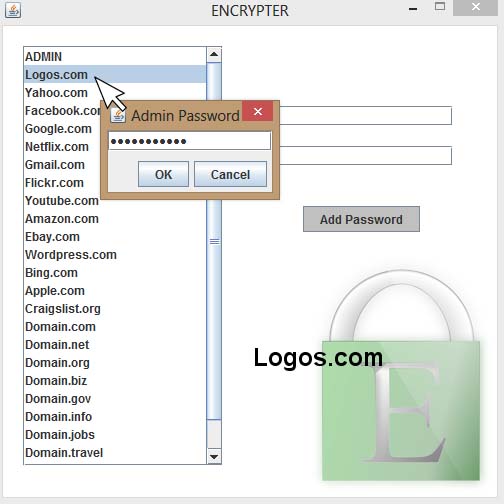 ENCRYPTER
ADMIN
Logos.com
Yahoo.com
Facebook.com
Google.com
Netflix.com
Gmail.com
Flickr.com
Youtube.com
Amazon.com
Ebay.com
Wordpress.com
Bing.com
Apple.com
Craigslist.org
Domain.com
Domain.net
Domain.org
Domain.biz
Domain.gov
Domain.info
Domain.jobs
Domain.travel
Admin Password
•••••••••••
OK Cancel
Add Password
Logos.com
E